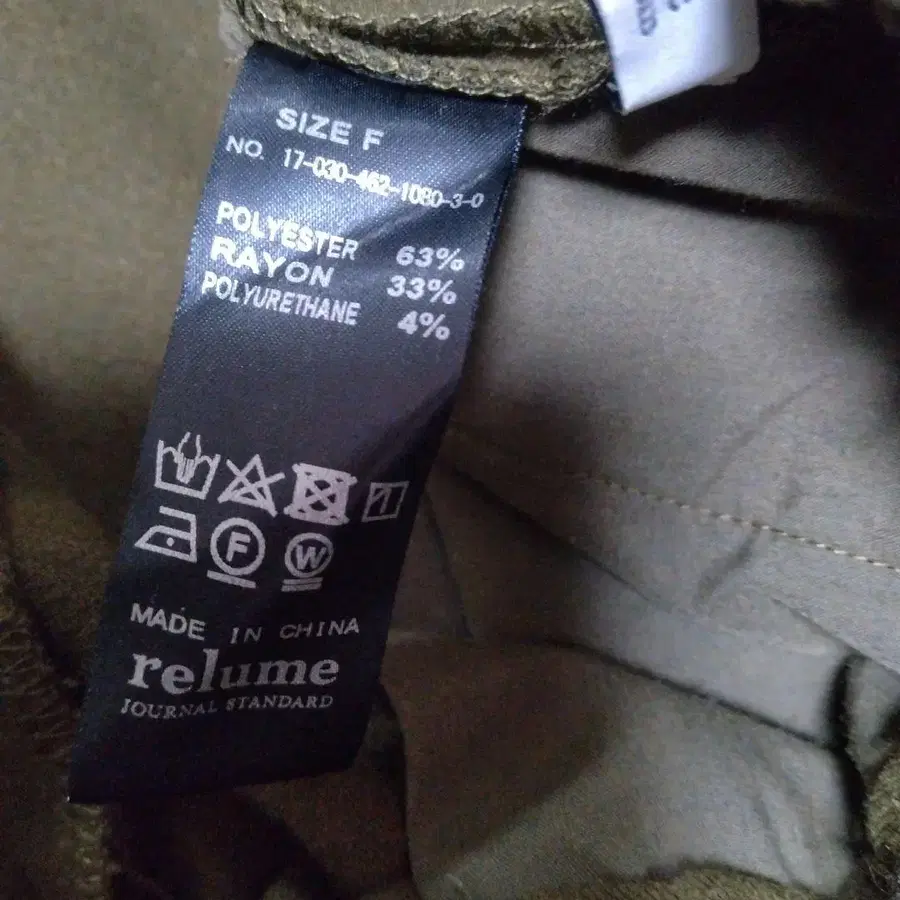 SIZE F
NO. 17-030-462-1080-3-0
POLYESTER 63%
RAYON 33%
POLYURETHANE 4%
F W
MADE IN CHINA
relume
JOURNAL STANDARD